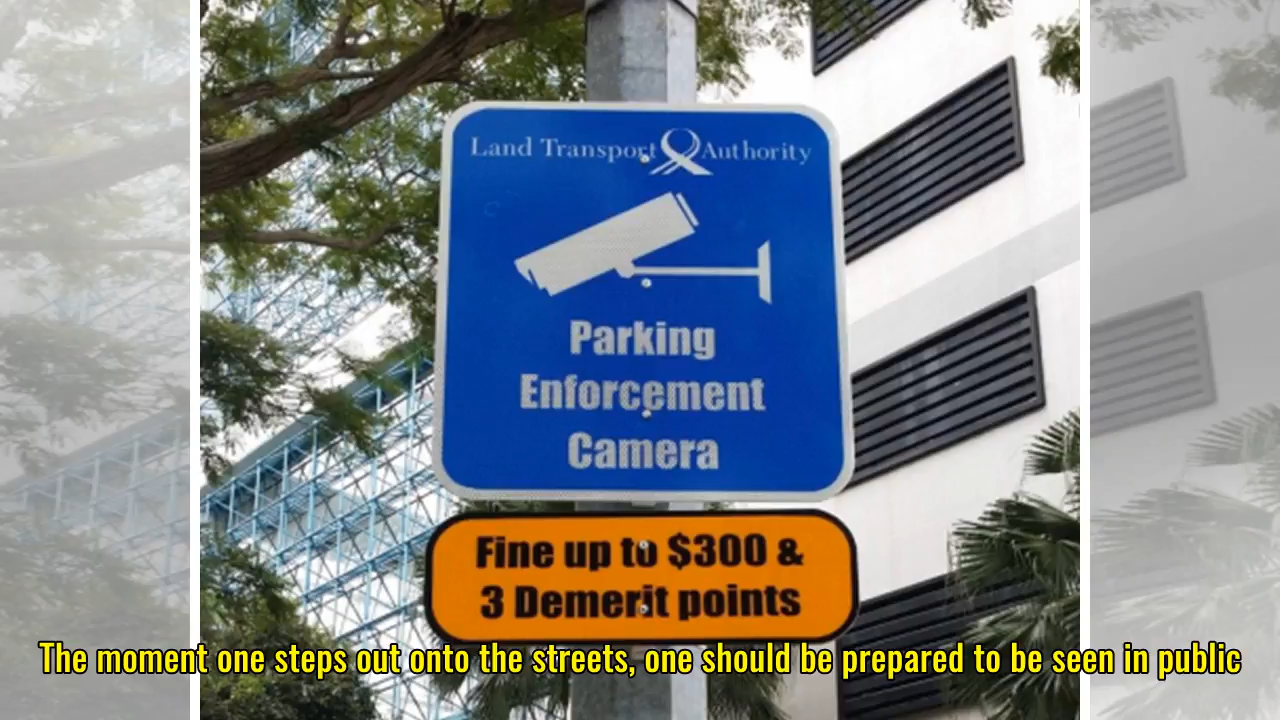 Land Transport Authority
Parking
Enforcement
Camera
Fine up to $300 &
3 Demerit points
The moment one steps out onto the streets, one should be prepared to be seen in public